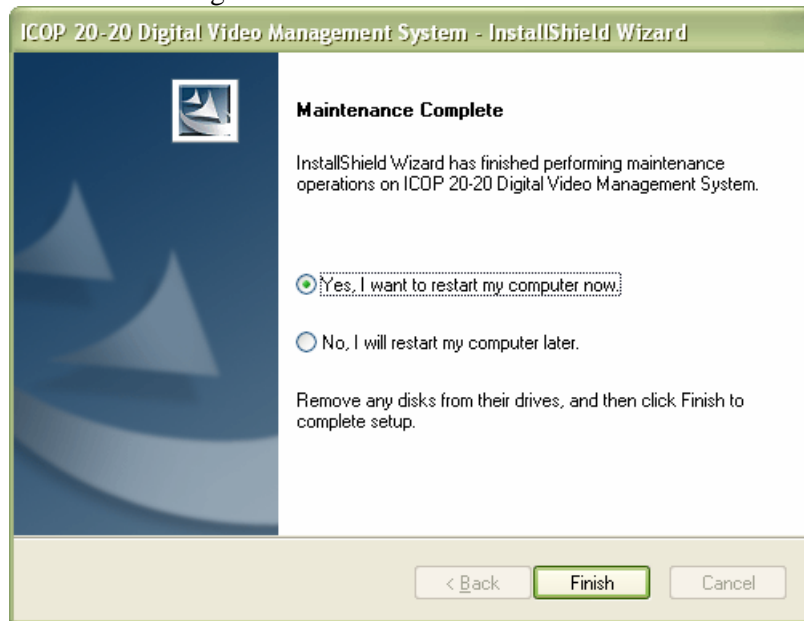 ICOP 20-20 Digital Video Management System - InstallShield Wizard
Maintenance Complete
InstallShield Wizard has finished performing maintenance
operations on ICOP 20-20 Digital Video Management System.
Yes, I want to restart my computer now.
No, I will restart my computer later.
Remove any disks from their drives, and then click Finish to
complete setup.
< Back Finish Cancel